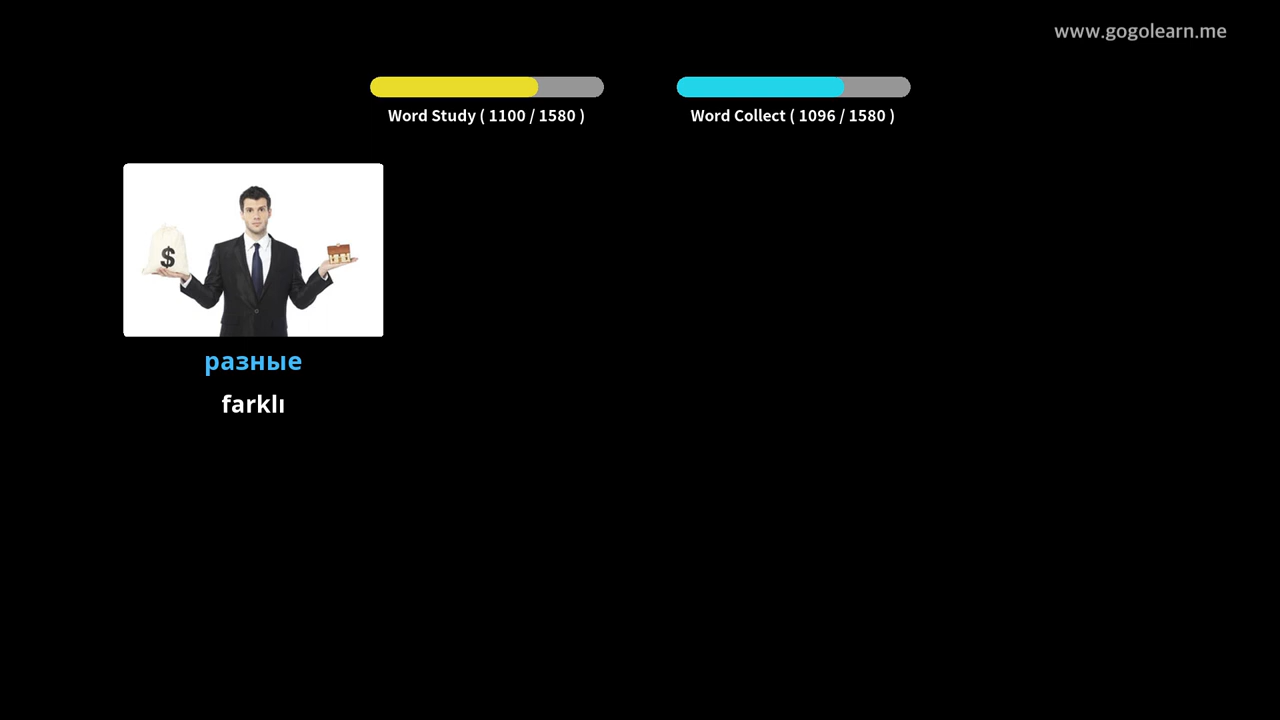 www.gogolearn.me
Word Study ( 1100 / 1580 )
Word Collect ( 1096 / 1580 )
$
разные
farklı